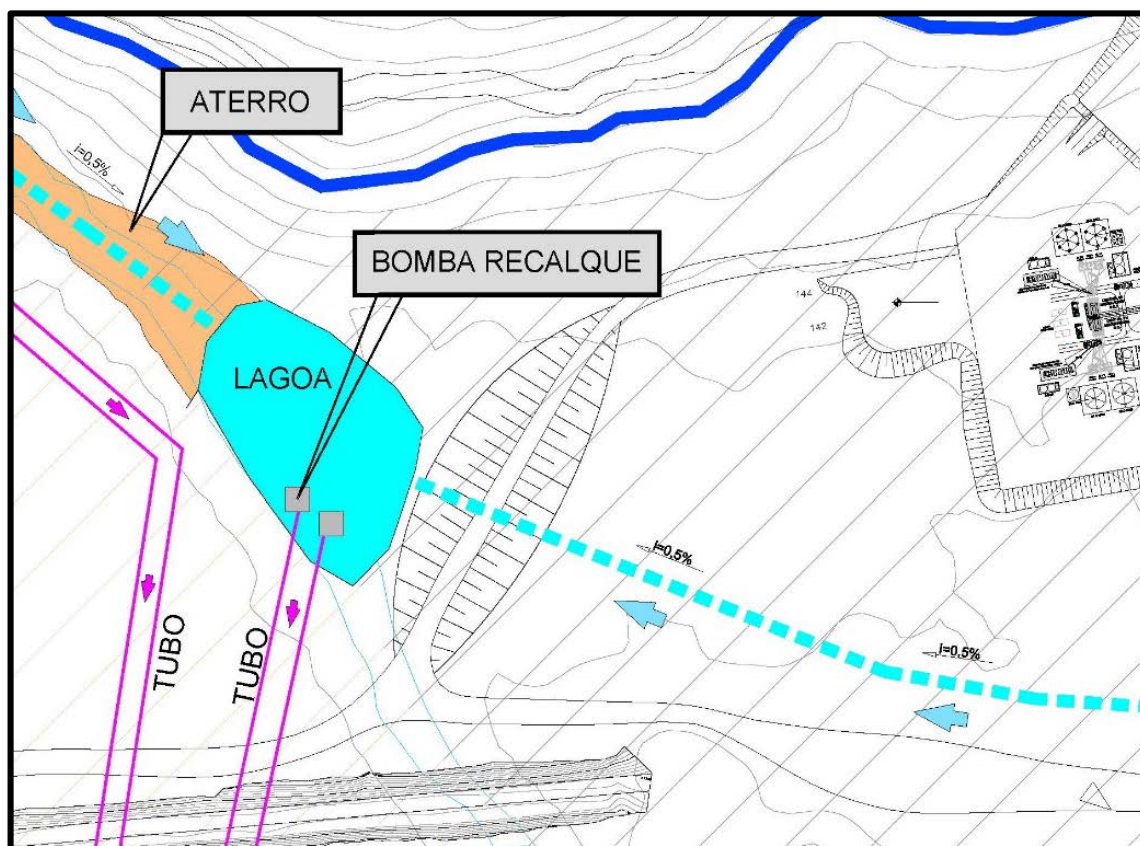 ATERRO
i=0,5%
BOMBA RECALQUE
144
142
LAGOA
i=0,5%
TUBO
TUBO
i=0,5%